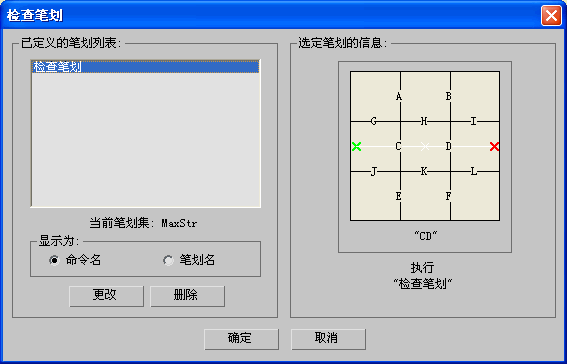 检查笔划
已定义的笔划列表:
检查笔划
当前笔划集: MaxStr
显示为:
命令名
笔划名
更改
删除
选定笔划的信息:
A B
G H I
C D
J K L
E F
"CD"
执行
"检查笔划"
确定
取消